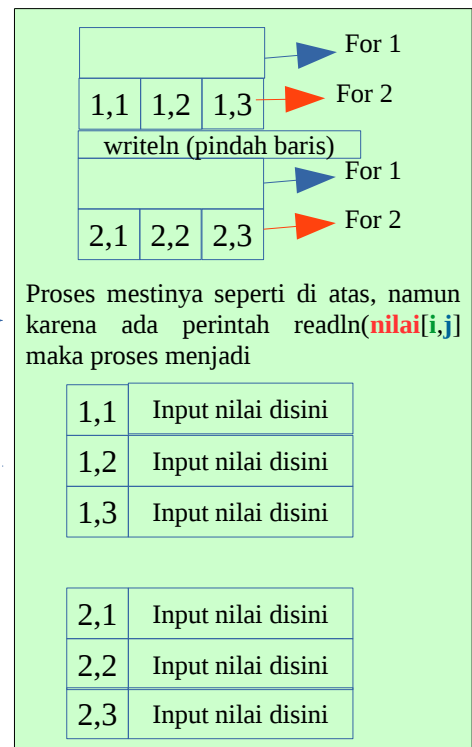 For 1
1,1 1,2 1,3 For 2
writeln (pindah baris)
For 1
2,1 2,2 2,3 For 2
Proses mestinya seperti di atas, namun
karena ada perintah readln(nilai[i,j]
maka proses menjadi
1,1 Input nilai disini
1,2 Input nilai disini
1,3 Input nilai disini
2,1 Input nilai disini
2,2 Input nilai disini
2,3 Input nilai disini